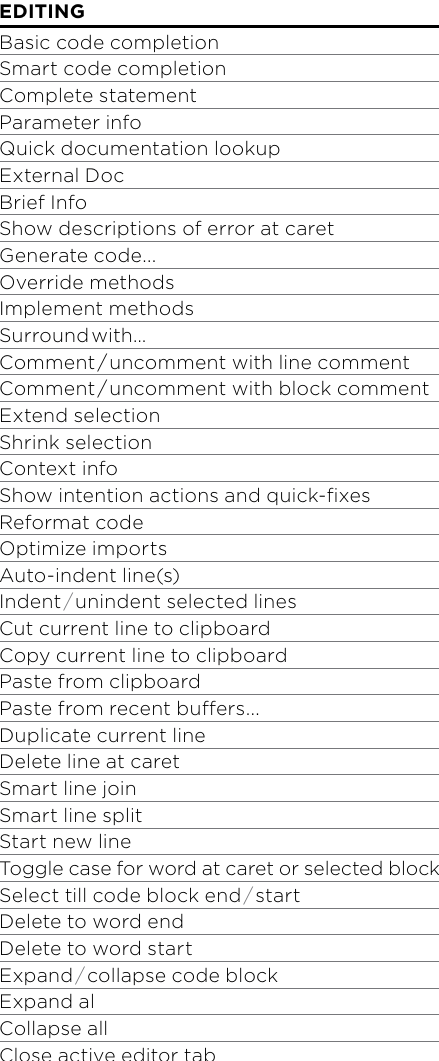 EDITING
Basic code completion
Smart code completion
Complete statement
Parameter info
Quick documentation lookup
External Doc
Brief Info
Show descriptions of error at caret
Generate code...
Override methods
Implement methods
Surround with...
Comment/uncomment with line comment
Comment/uncomment with block comment
Extend selection
Shrink selection
Context info
Show intention actions and quick-fixes
Reformat code
Optimize imports
Auto-indent line(s)
Indent/unindent selected lines
Cut current line to clipboard
Copy current line to clipboard
Paste from clipboard
Paste from recent buffers...
Duplicate current line
Delete line at caret
Smart line join
Smart line split
Start new line
Toggle case for word at caret or selected block
Select till code block end/start
Delete to word end
Delete to word start
Expand/collapse code block
Expand al
Collapse all
Close active editor tab